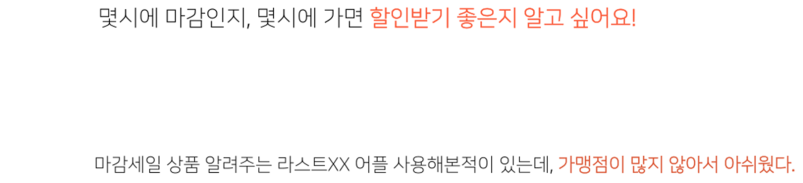 몇시에 마감인지, 몇시에 가면 할인받기 좋은지 알고 싶어요!
마감세일 상품 알려주는 라스트XX 어플 사용해본적이 있는데, 가맹점이 많지 않아서 아쉬웠다.